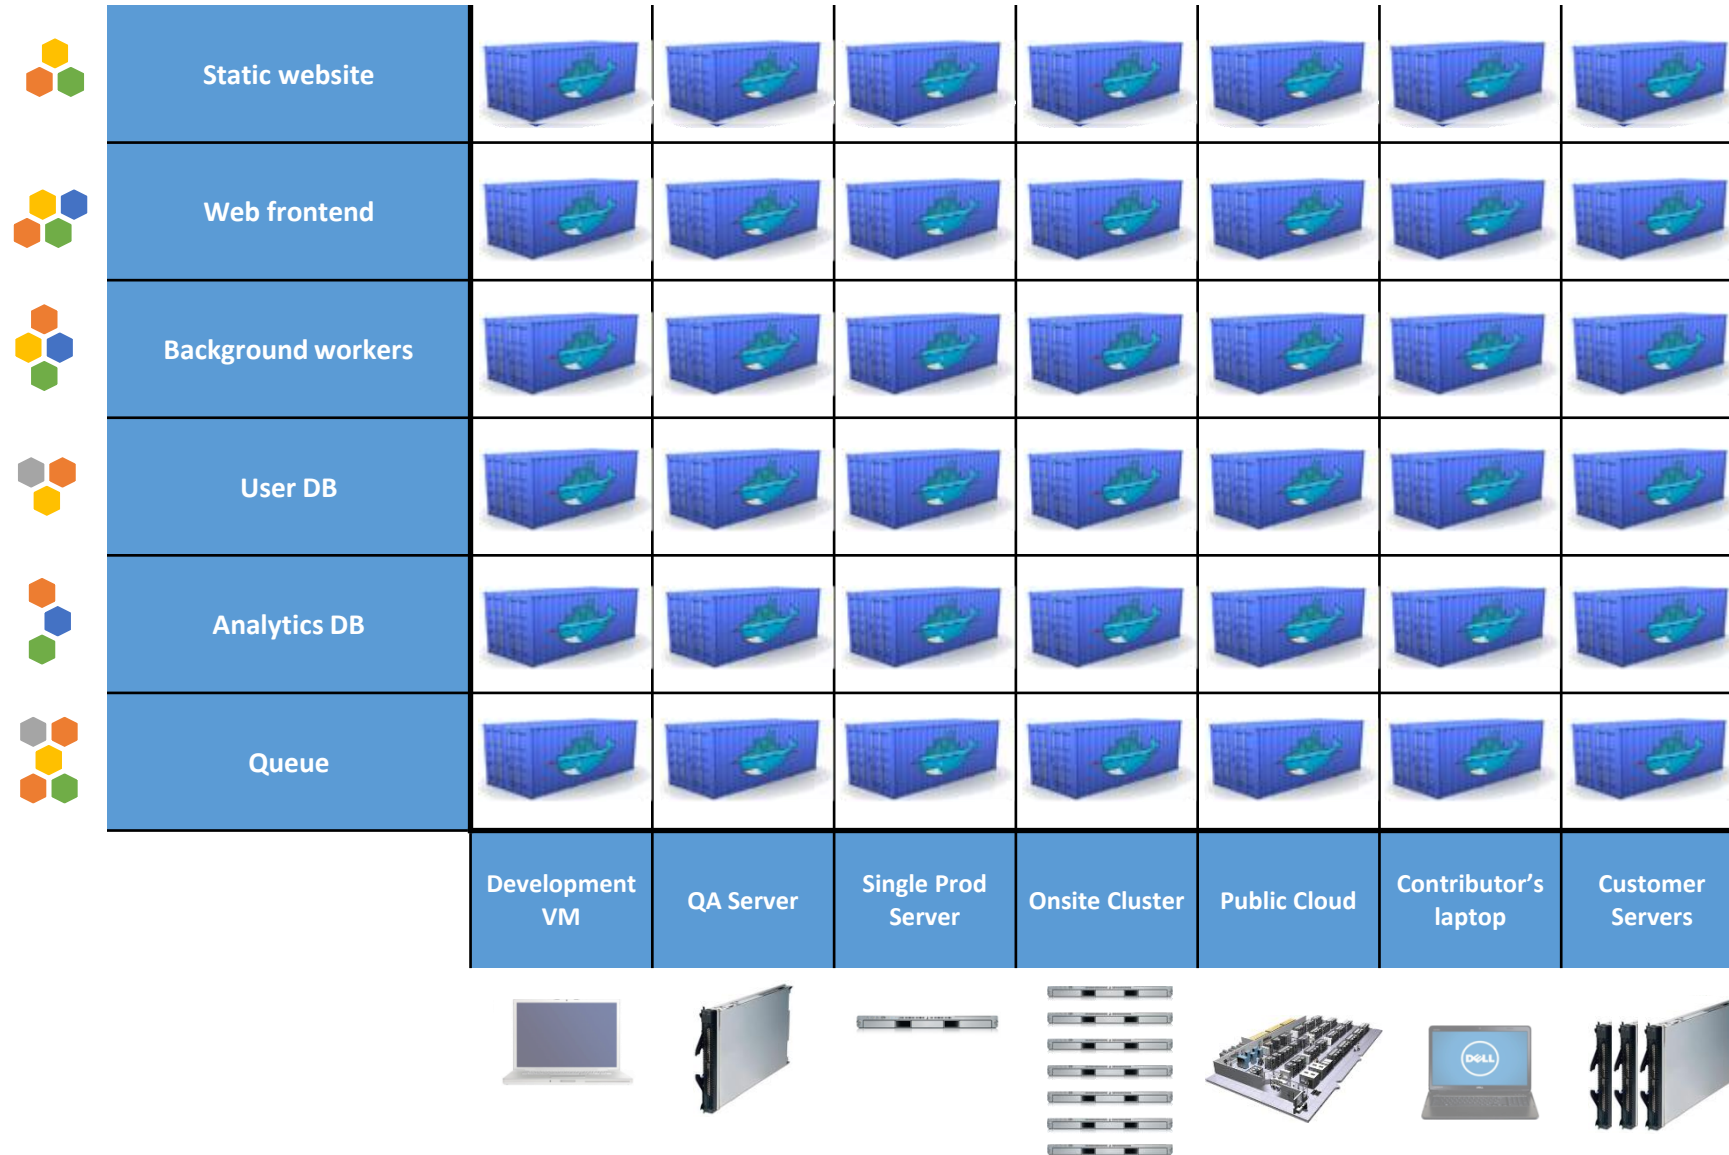 Static website
Web frontend
Background workers
User DB
Analytics DB
Queue
Development
VM
QA Server
Single Prod
Server
Onsite Cluster
Public Cloud
Contributor’s
laptop
Customer
Servers
DELL